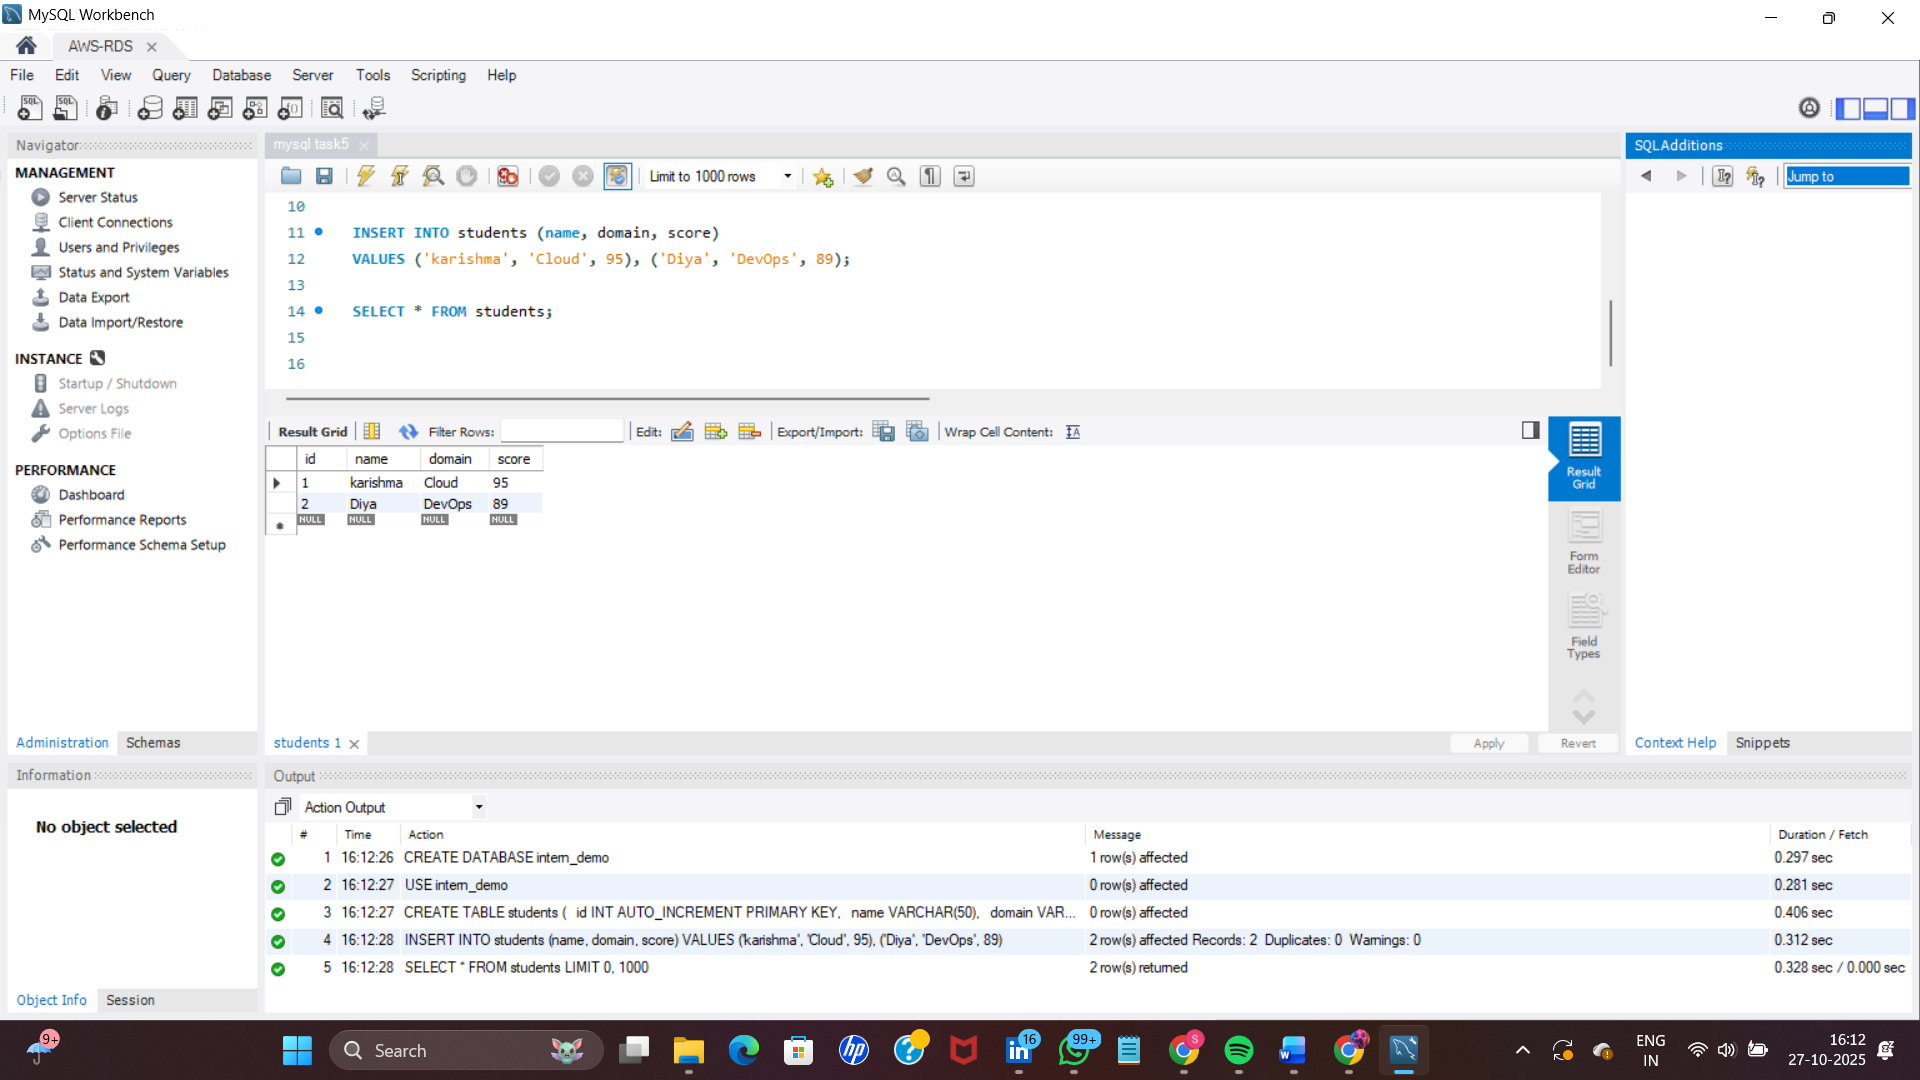 MySQL Workbench
AWS-RDS
File Edit View Query Database Server Tools Scripting Help
Navigator
MANAGEMENT
Server Status
Client Connections
Users and Privileges
Status and System Variables
Data Export
Data Import/Restore
INSTANCE
Startup / Shutdown
Server Logs
Options File
PERFORMANCE
Dashboard
Performance Reports
Performance Schema Setup
Administration Schemas
Information
No object selected
Object Info Session
mysql task5
Limit to 1000 rows
10
11 INSERT INTO students (name, domain, score)
12 VALUES ('karishma', 'Cloud', 95), ('Diya', 'DevOps', 89);
13
14 SELECT * FROM students;
15
16
Result Grid Filter Rows: Edit: Export/Import: Wrap Cell Content:
id name domain score
1 karishma Cloud 95
2 Diya DevOps 89
NULL NULL NULL NULL
Result
Grid
Form
Editor
Field
Types
students 1 Apply Revert
SQLAdditions
Jump to
Context Help Snippets
Output
Action Output
# Time Action Message Duration / Fetch
1 16:12:26 CREATE DATABASE intern_demo 1 row(s) affected 0.297 sec
2 16:12:27 USE intern_demo 0 row(s) affected 0.281 sec
3 16:12:27 CREATE TABLE students ( id INT AUTO_INCREMENT PRIMARY KEY, name VARCHAR(50), domain VAR... 0 row(s) affected 0.406 sec
4 16:12:28 INSERT INTO students (name, domain, score) VALUES ('karishma', 'Cloud', 95), ('Diya', 'DevOps', 89) 2 row(s) affected Records: 2 Duplicates: 0 Warnings: 0 0.312 sec
5 16:12:28 SELECT * FROM students LIMIT 0, 1000 2 row(s) returned 0.328 sec / 0.000 sec
9+
Search
hp
16
99+
S
ENG
IN
16:12
27-10-2025